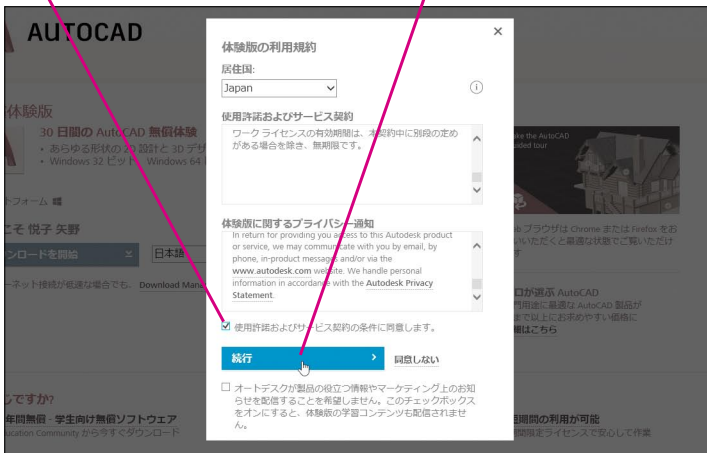 AUTOCAD
体験版の利用規約
居住国:
Japan
使用許諾およびサービス契約
ワーク ライセンスの有効期間は、本契約中に別段の定め
がある場合を除き、無期限です。
体験版に関するプライバシー通知
In return for providing you access to this Autodesk product
or service, we may communicate with you by email, by
phone, in-product messages and/or via the
www.autodesk.com website. We handle personal
information in accordance with the Autodesk Privacy
Statement.
使用許諾およびサービス契約の条件に同意します。
続行
同意しない
オートデスクが製品の役立つ情報やマーケティング上のお知
らせを配信することを希望しません。このチェックボックス
をオンにすると、体験版の学習コンテンツも配信されませ
ん。
体験版
30 日間の AutoCAD 無償体験
・あらゆる形状の 2D 設計と 3D デザ
・Windows 32 ビット Windows 64
トフォーム
こそ 悦子 矢野
ンロードを開始
日本語
ーネット接続が低速な場合でも、Download Mana
ake the AutoCAD
uided tour
b ブラウザは Chrome または Firefox をお
いいただくと最適な状態でご覧いただけ
す
ロが選ぶ AutoCAD
門用途に最適な AutoCAD 製品が
まで以上にお求めやすい価格に
細はこちら
じですか?
年間無償 - 学生向け無償ソフトウェア
ucation Community から今すぐダウンロード
短期間の利用が可能
期間限定ライセンスで安心して作業